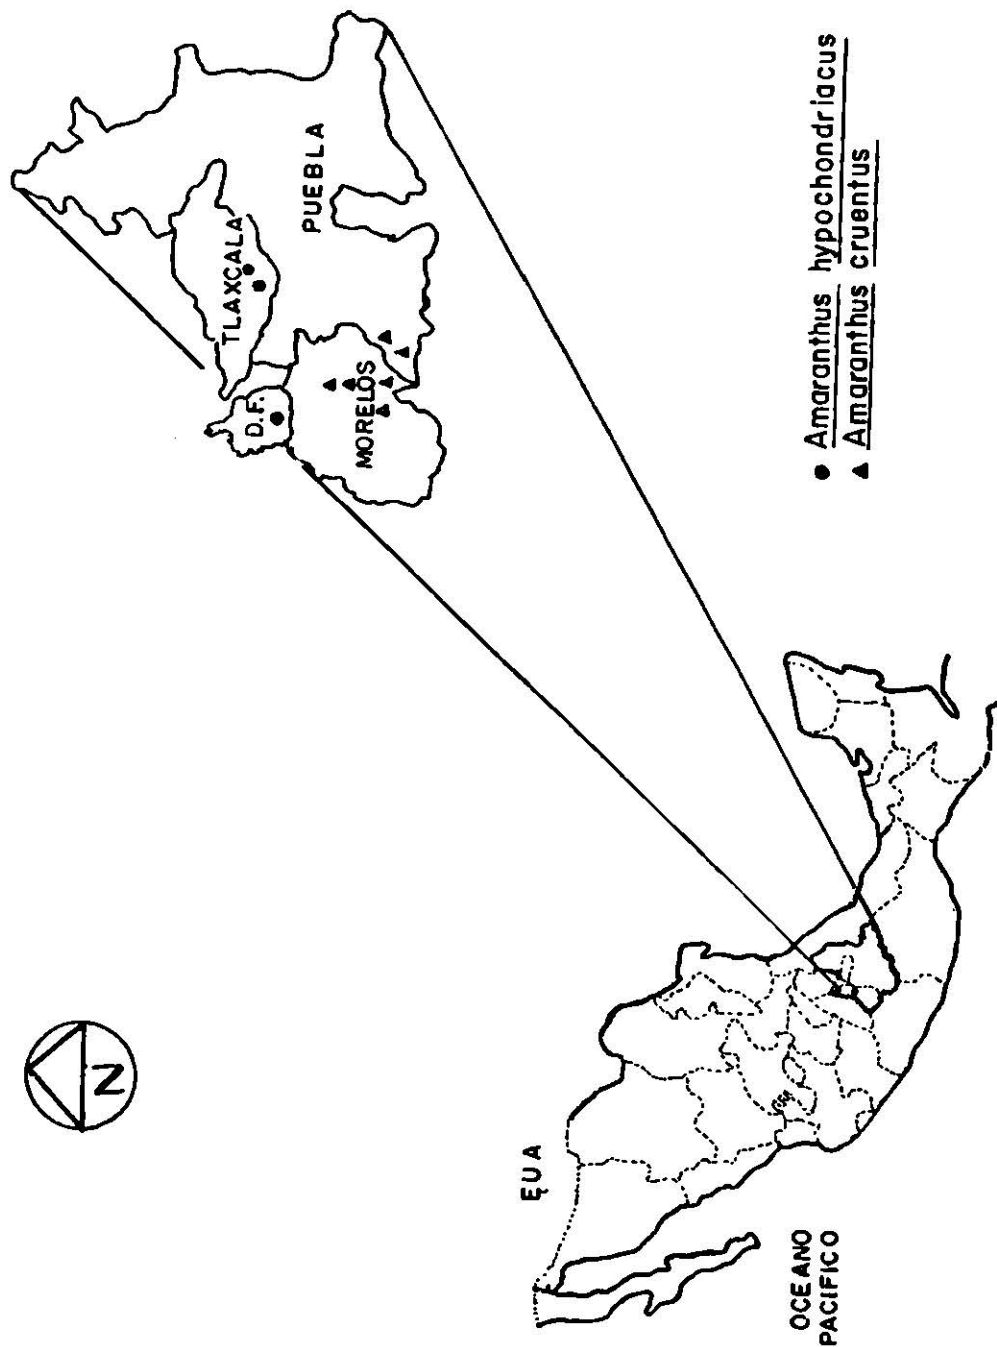 N
EUA
OCEANO
PACIFICO
D.F.
TLAXCALA
MORELOS
PUEBLA
● Amaranthus hypochondriacus
▲ Amaranthus cruentus